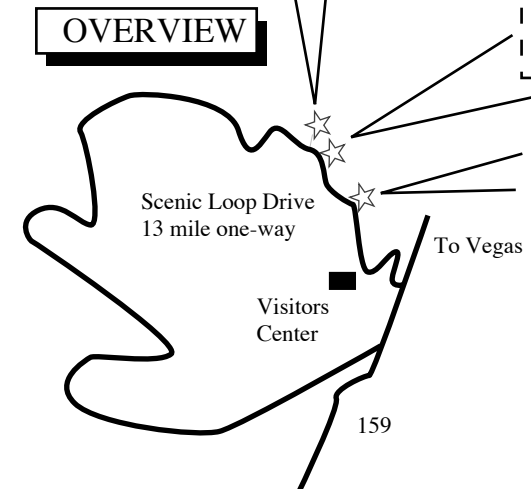 OVERVIEW
Scenic Loop Drive
13 mile one-way
To Vegas
Visitors
Center
159